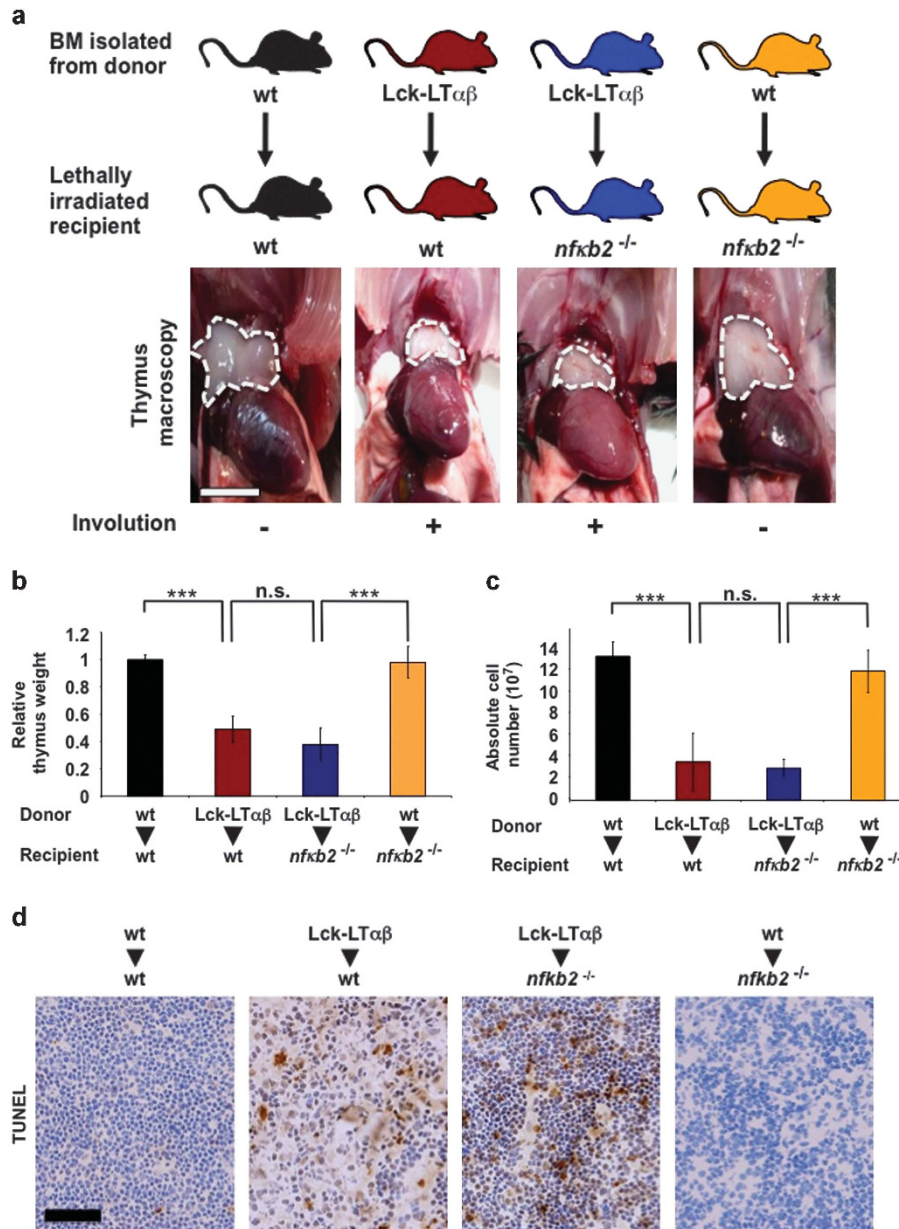 a
BM isolated
from donor
wt
Lck-LTαβ
Lck-LTαβ
wt
Lethally
irradiated
recipient
wt
wt
nfκb2 -/-
nfκb2 -/-
Thymus
macroscopy
Involution
-
+
+
-
b
***
n.s.
***
1.2
1
0.8
0.6
0.4
0.2
0
Relative
thymus weight
Donor
wt
Lck-LTαβ
Lck-LTαβ
wt
Recipient
wt
wt
nfκb2 -/-
nfκb2 -/-
c
***
n.s.
***
14
12
10
8
6
4
2
0
Absolute cell
number (10⁷)
Donor
wt
Lck-LTαβ
Lck-LTαβ
wt
Recipient
wt
wt
nfκb2 -/-
nfκb2 -/-
d
wt
Lck-LTαβ
Lck-LTαβ
wt
wt
wt
nfkb2 -/-
nfkb2 -/-
TUNEL